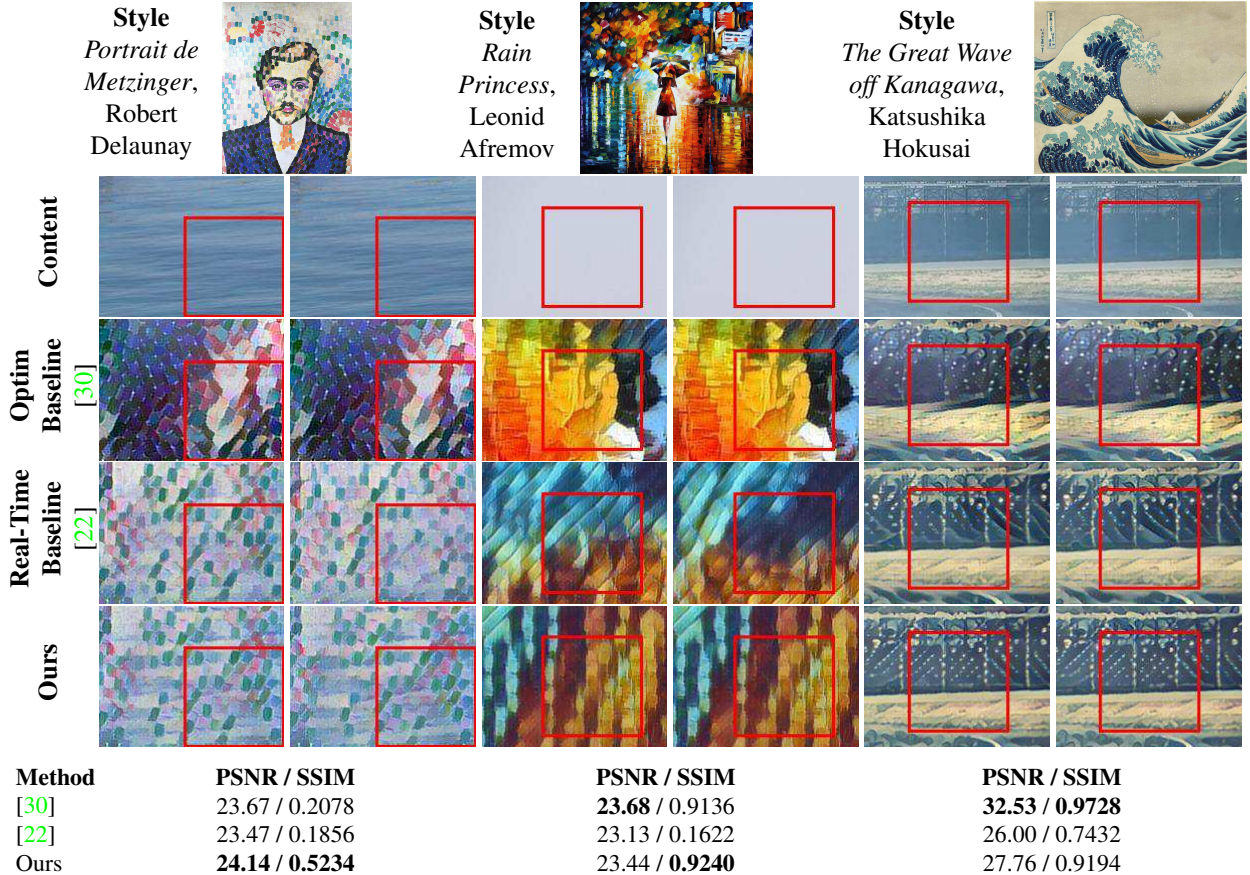 Style
Portrait de
Metzinger,
Robert
Delaunay
Style
Rain
Princess,
Leonid
Afremov
Style
The Great Wave
off Kanagawa,
Katsushika
Hokusai
Content
Optim
Baseline
[30]
Real-Time
Baseline
[22]
Ours
Method PSNR / SSIM PSNR / SSIM PSNR / SSIM
[30] 23.67 / 0.2078 23.68 / 0.9136 32.53 / 0.9728
[22] 23.47 / 0.1856 23.13 / 0.1622 26.00 / 0.7432
Ours 24.14 / 0.5234 23.44 / 0.9240 27.76 / 0.9194